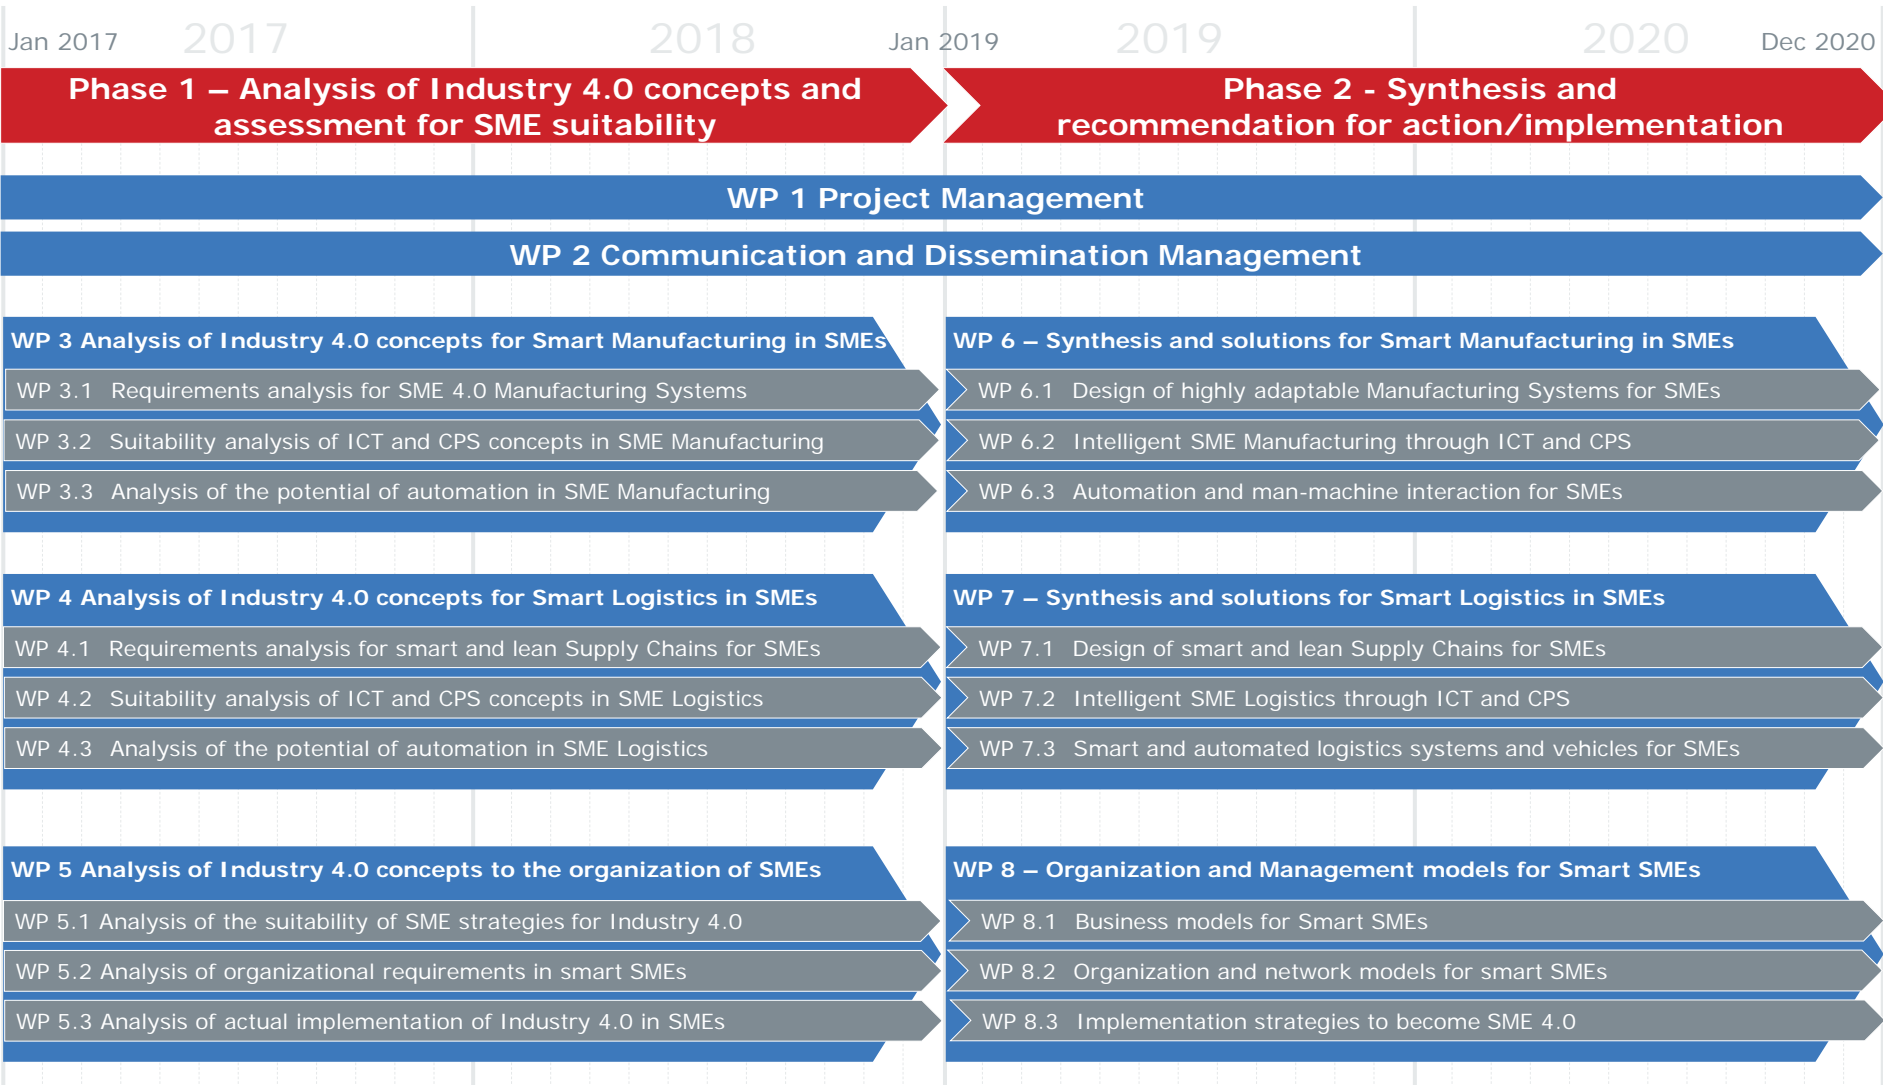 Jan 2017 2017 2018 Jan 2019 2019 2020 Dec 2020
Phase 1 – Analysis of Industry 4.0 concepts and
assessment for SME suitability
Phase 2 - Synthesis and
recommendation for action/implementation
WP 1 Project Management
WP 2 Communication and Dissemination Management
WP 3 Analysis of Industry 4.0 concepts for Smart Manufacturing in SMEs
WP 3.1 Requirements analysis for SME 4.0 Manufacturing Systems
WP 3.2 Suitability analysis of ICT and CPS concepts in SME Manufacturing
WP 3.3 Analysis of the potential of automation in SME Manufacturing
WP 6 – Synthesis and solutions for Smart Manufacturing in SMEs
WP 6.1 Design of highly adaptable Manufacturing Systems for SMEs
WP 6.2 Intelligent SME Manufacturing through ICT and CPS
WP 6.3 Automation and man-machine interaction for SMEs
WP 4 Analysis of Industry 4.0 concepts for Smart Logistics in SMEs
WP 4.1 Requirements analysis for smart and lean Supply Chains for SMEs
WP 4.2 Suitability analysis of ICT and CPS concepts in SME Logistics
WP 4.3 Analysis of the potential of automation in SME Logistics
WP 7 – Synthesis and solutions for Smart Logistics in SMEs
WP 7.1 Design of smart and lean Supply Chains for SMEs
WP 7.2 Intelligent SME Logistics through ICT and CPS
WP 7.3 Smart and automated logistics systems and vehicles for SMEs
WP 5 Analysis of Industry 4.0 concepts to the organization of SMEs
WP 5.1 Analysis of the suitability of SME strategies for Industry 4.0
WP 5.2 Analysis of organizational requirements in smart SMEs
WP 5.3 Analysis of actual implementation of Industry 4.0 in SMEs
WP 8 – Organization and Management models for Smart SMEs
WP 8.1 Business models for Smart SMEs
WP 8.2 Organization and network models for smart SMEs
WP 8.3 Implementation strategies to become SME 4.0